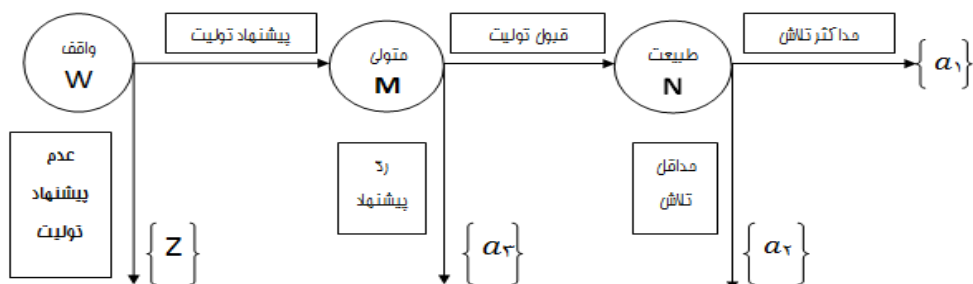 واقف
W
پیشنهاد تولیت
متولی
M
قبول تولیت
طبیعت
N
حداکثر تلاش
{a۱}
عدم
پیشنهاد
تولیت
{Z}
رد
پیشنهاد
{a۳}
حداقل
تلاش
{a۲}